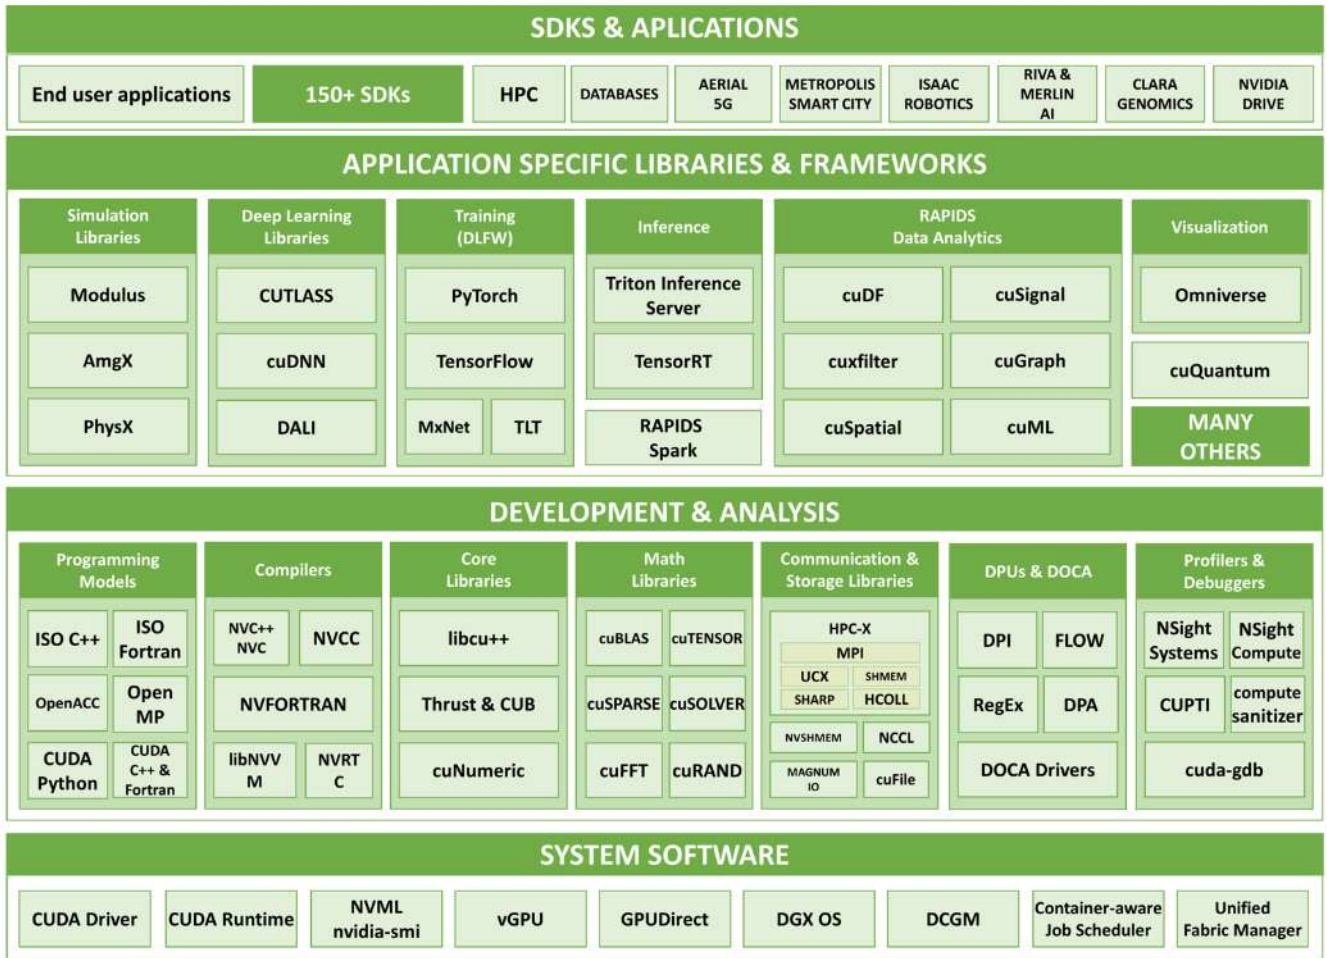 SDKS & APLICATIONS
End user applications
150+ SDKs
HPC
DATABASES
AERIAL
5G
METROPOLIS
SMART CITY
ISAAC
ROBOTICS
RIVA &
MERLIN
AI
CLARA
GENOMICS
NVIDIA
DRIVE
APPLICATION SPECIFIC LIBRARIES & FRAMEWORKS
Simulation
Libraries
Modulus
AmgX
PhysX
Deep Learning
Libraries
CUTLASS
cuDNN
DALI
Training
(DLFW)
PyTorch
TensorFlow
MxNet
TLT
Inference
Triton Inference
Server
TensorRT
RAPIDS
Spark
RAPIDS
Data Analytics
cuDF
cuSignal
cuxfilter
cuGraph
cuSpatial
cuML
Visualization
Omniverse
cuQuantum
MANY
OTHERS
DEVELOPMENT & ANALYSIS
Programming
Models
ISO C++
ISO
Fortran
OpenACC
Open
MP
CUDA
Python
CUDA
C++ &
Fortran
Compilers
NVC++
NVC
NVCC
NVFORTRAN
libNVV
M
NVRT
C
Core
Libraries
libcu++
Thrust & CUB
cuNumeric
Math
Libraries
cuBLAS
cuTENSOR
cuSPARSE
cuSOLVER
cuFFT
cuRAND
Communication &
Storage Libraries
HPC-X
MPI
UCX
SHMEM
SHARP
HCOLL
NVSHMEM
NCCL
MAGNUM
IO
cuFile
DPUs & DOCA
DPI
FLOW
RegEx
DPA
DOCA Drivers
Profilers &
Debuggers
NSight
Systems
NSight
Compute
CUPTI
compute
sanitizer
cuda-gdb
SYSTEM SOFTWARE
CUDA Driver
CUDA Runtime
NVML
nvidia-smi
vGPU
GPUDirect
DGX OS
DCGM
Container-aware
Job Scheduler
Unified
Fabric Manager